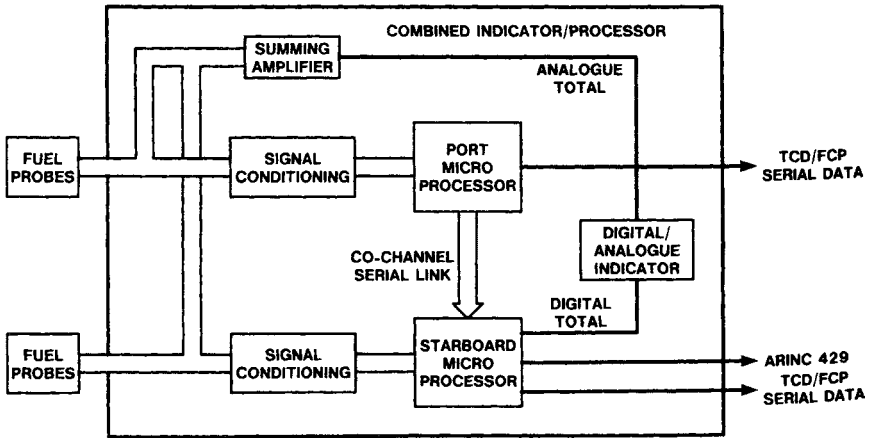 COMBINED INDICATOR/PROCESSOR
SUMMING
AMPLIFIER
ANALOGUE
TOTAL
FUEL
PROBES
SIGNAL
CONDITIONING
PORT
MICRO
PROCESSOR
TCD/FCP
SERIAL DATA
CO-CHANNEL
SERIAL LINK
DIGITAL/
ANALOGUE
INDICATOR
DIGITAL
TOTAL
FUEL
PROBES
SIGNAL
CONDITIONING
STARBOARD
MICRO
PROCESSOR
ARINC 429
TCD/FCP
SERIAL DATA